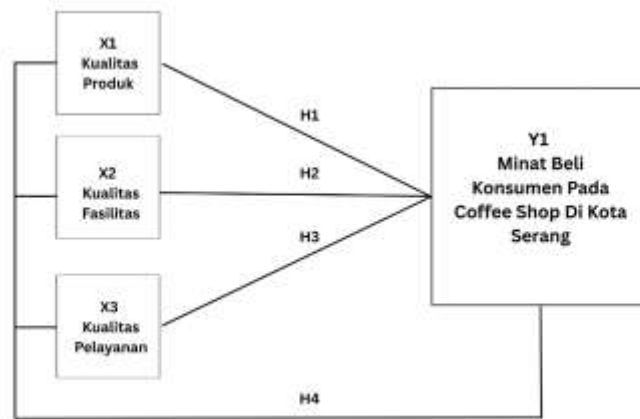 X1
Kualitas
Produk
H1
X2
Kualitas
Fasilitas
H2
H3
X3
Kualitas
Pelayanan
Y1
Minat Beli
Konsumen Pada
Coffee Shop Di Kota
Serang
H4